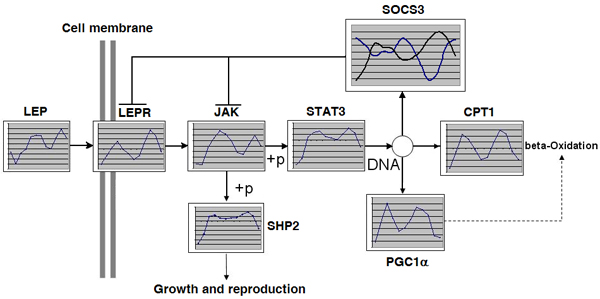 SOCS3
Cell membrane
LEP
LEPR
JAK
STAT3
CPT1
+p
DNA
beta-Oxidation
+p
SHP2
PGC1α
Growth and reproduction